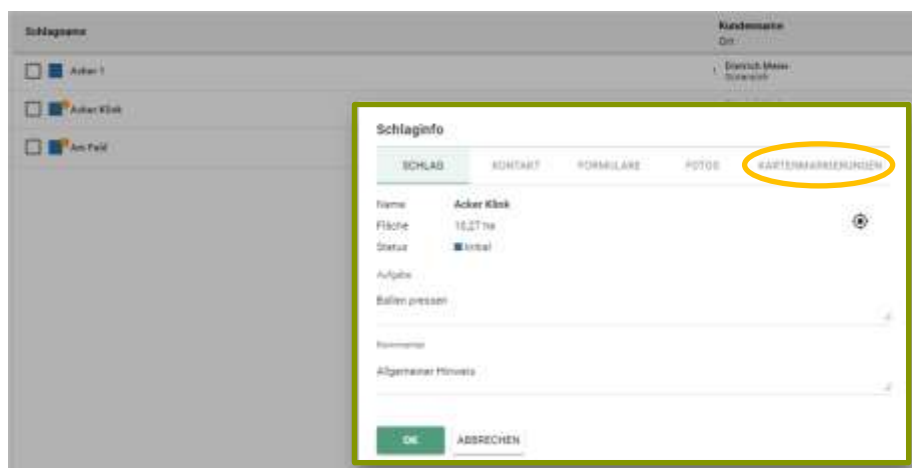 Schlagname Kundenname
Ort
Acker 1 Dietrich Meier
Acker Klink
Am Feld
Schlaginfo
SCHLAG KONTAKT FORMULARE FOTOS KARTENMARKIERUNGEN
Name Acker Klink
Fläche 10,27 ha
Status Initial
Aufgabe
Ballen pressen
Kommentar
Allgemeiner Hinweis
OK ABBRECHEN